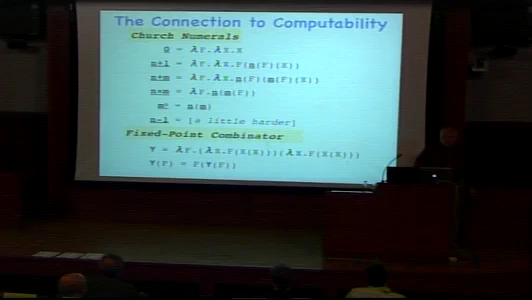 The Connection to Computability
Church Numerals
0 = λF.λX.X
n+1 = λF.λX.F(n(F)(X))
n+m = λF.λX.n(F)(m(F)(X))
n×m = λF.n(m(F))
mⁿ = n(m)
n-1 = [a little harder]
Fixed-Point Combinator
Y = λF.(λX.F(X(X)))(λX.F(X(X)))
Y(F) = F(Y(F))